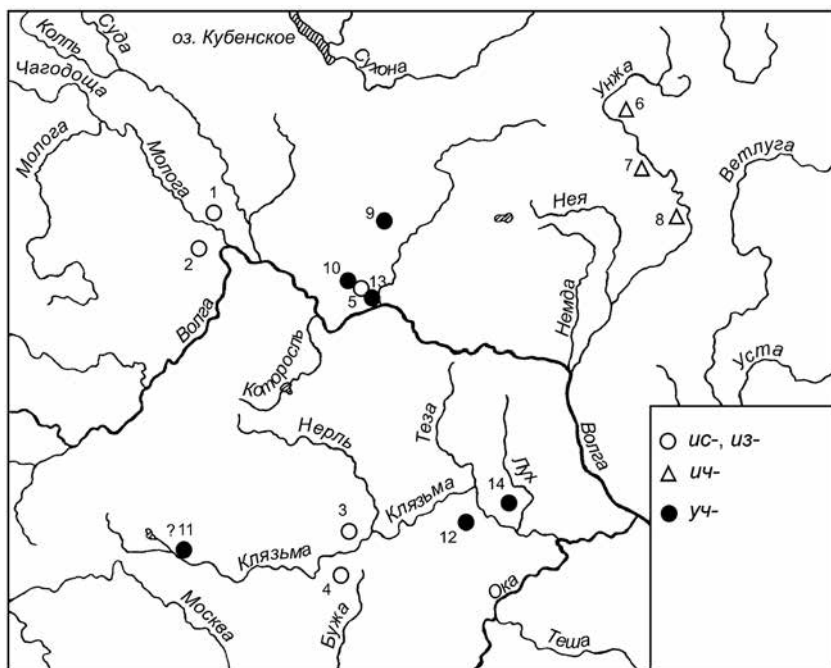 Колпь
Суда
оз. Кубенское
Сухона
Чагодоща
Молога
Молога
Унжа
6
7
8
Ветлуга
1
2
9
Нея
10
5
13
Немда
Волга
Которосль
Уста
Нерль
Теза
Лух
Волга
ис-, из-
ич-
уч-
14
?11
3
Клязьма
12
Клязьма
4
Москва
Бужа
Ока
Теша